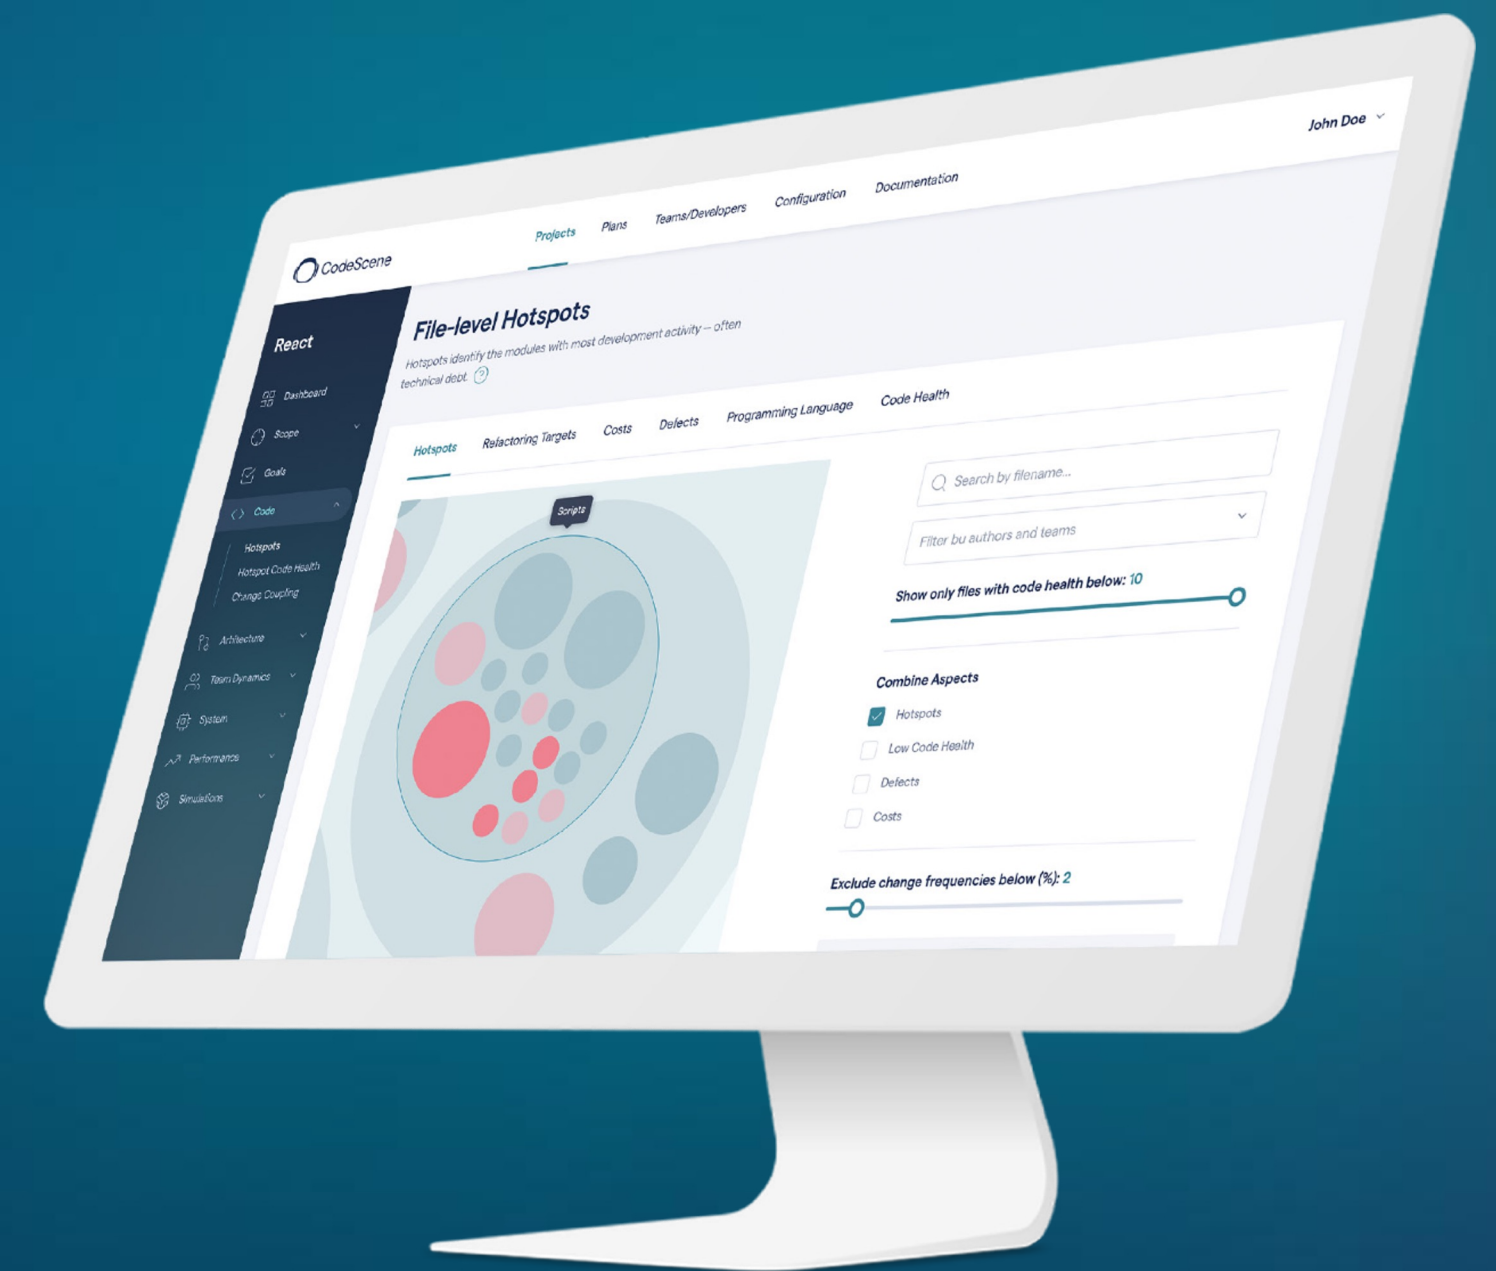 CodeScene
Projects
Plans
Teams/Developers
Configuration
Documentation
John Doe
React
Dashboard
Scope
Goals
Code
Hotspots
Hotspot Code Health
Change Coupling
Arhitecture
Team Dynamics
System
Performance
Simulations
File-level Hotspots
Hotspots identify the modules with most development activity – often
technical debt. ?
Hotspots
Refactoring Targets
Costs
Defects
Programming Language
Code Health
Scripts
Search by filename...
Filter bu authors and teams
Show only files with code health below: 10
Combine Aspects
Hotspots
Low Code Health
Defects
Costs
Exclude change frequencies below (%): 2